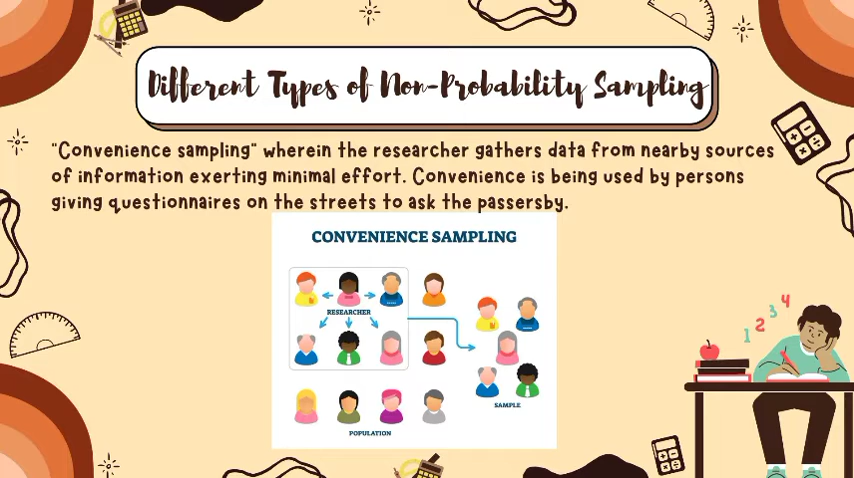 Different Types of Non-Probability Sampling
"Convenience sampling" wherein the researcher gathers data from nearby sources
of information exerting minimal effort. Convenience is being used by persons
giving questionnaires on the streets to ask the passersby.
CONVENIENCE SAMPLING
RESEARCHER
SAMPLE
POPULATION
1 2 3 4